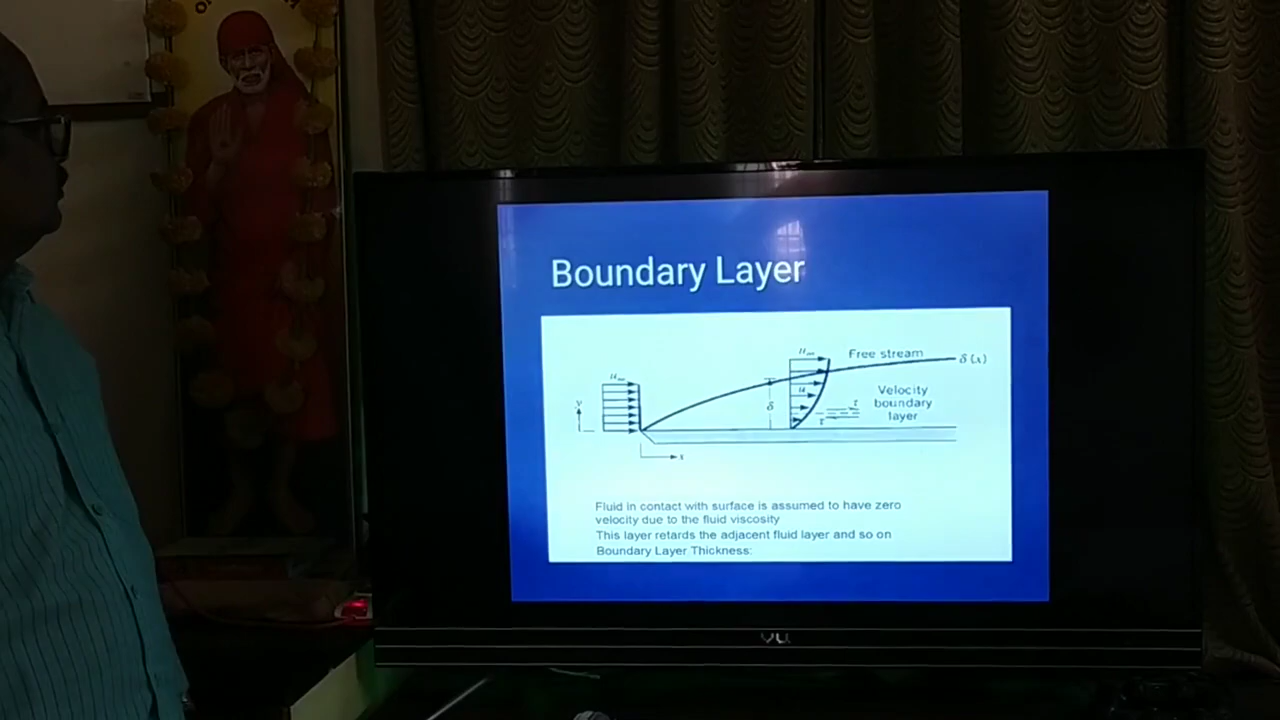 Boundary Layer
u∞ Free stream δ (x)
u∞
u
Velocity
boundary
layer
y
δ
τ
τ
x
Fluid in contact with surface is assumed to have zero
velocity due to the fluid viscosity
This layer retards the adjacent fluid layer and so on
Boundary Layer Thickness:
VU